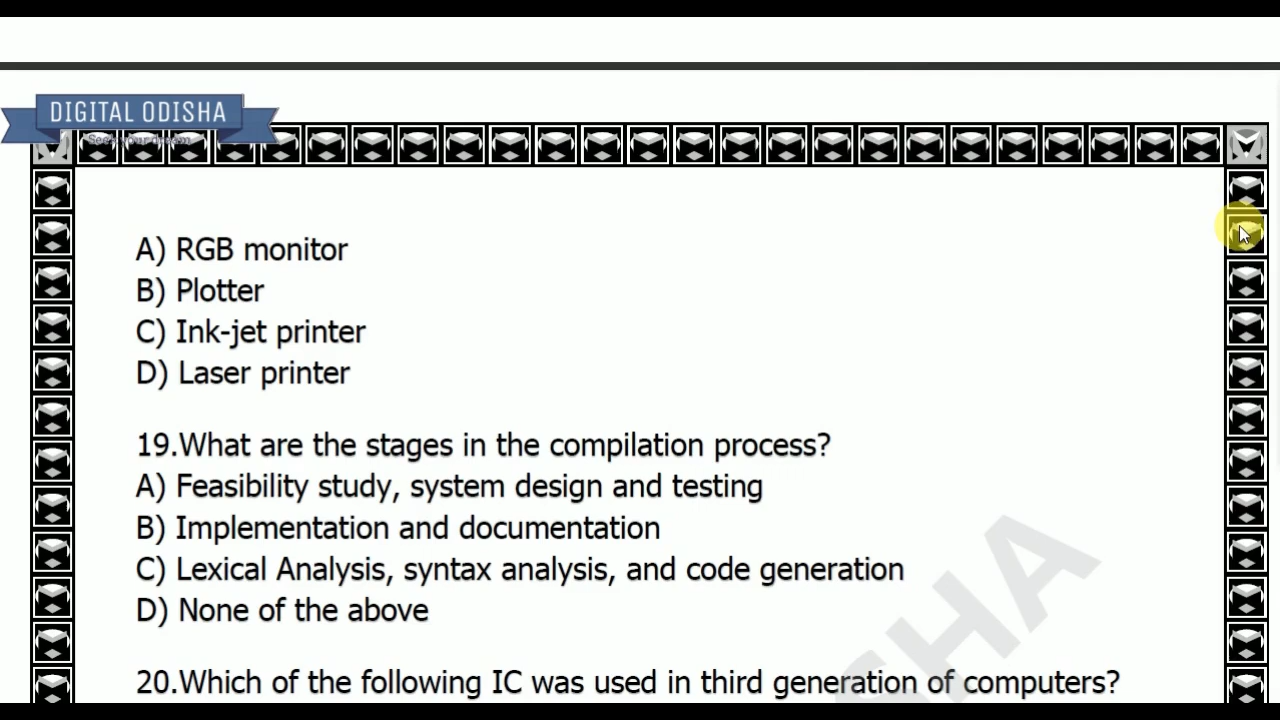 DIGITAL ODISHA
A) RGB monitor
B) Plotter
C) Ink-jet printer
D) Laser printer
19.What are the stages in the compilation process?
A) Feasibility study, system design and testing
B) Implementation and documentation
C) Lexical Analysis, syntax analysis, and code generation
D) None of the above
20.Which of the following IC was used in third generation of computers?
SHA